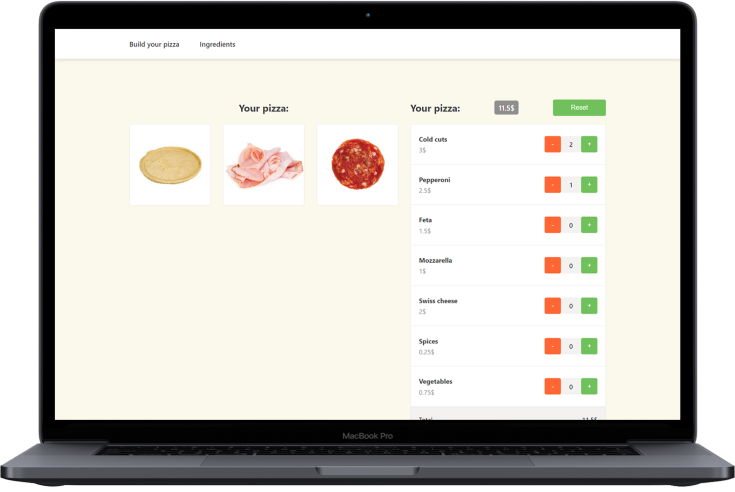 Build your pizza Ingredients
Your pizza:
Your pizza: 11.5$ Reset
Cold cuts
3$
- 2 +
Pepperoni
2.5$
- 1 +
Feta
1.5$
- 0 +
Mozzarella
1$
- 0 +
Swiss cheese
2$
- 0 +
Spices
0.25$
- 0 +
Vegetables
0.75$
- 0 +
Total 11.5$
MacBook Pro